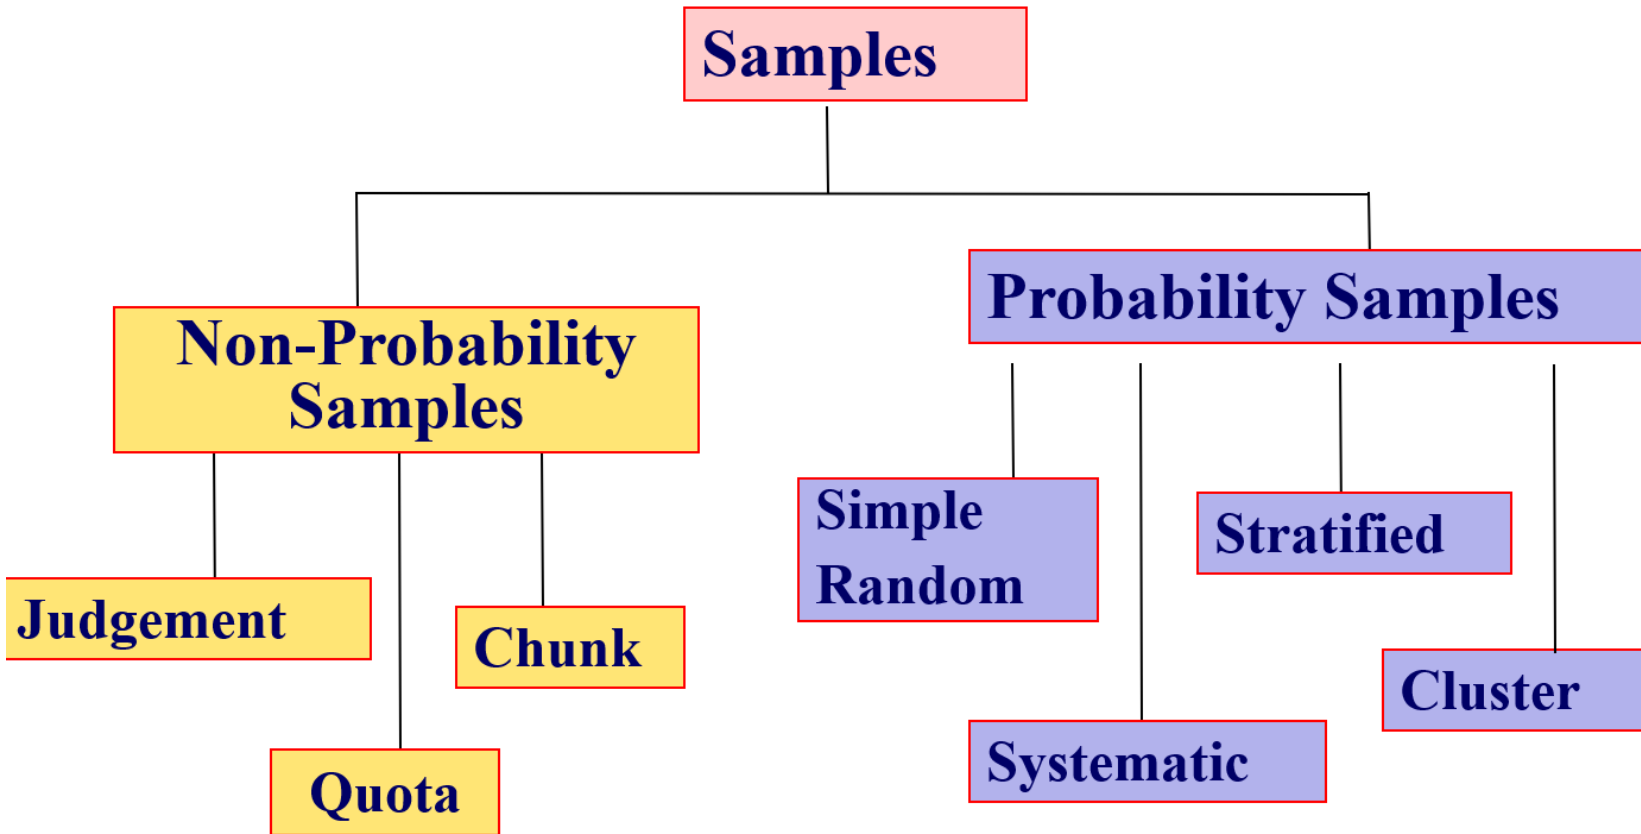 Samples
Probability Samples
Non-Probability
Samples
Simple
Random
Stratified
Judgement
Chunk
Cluster
Systematic
Quota